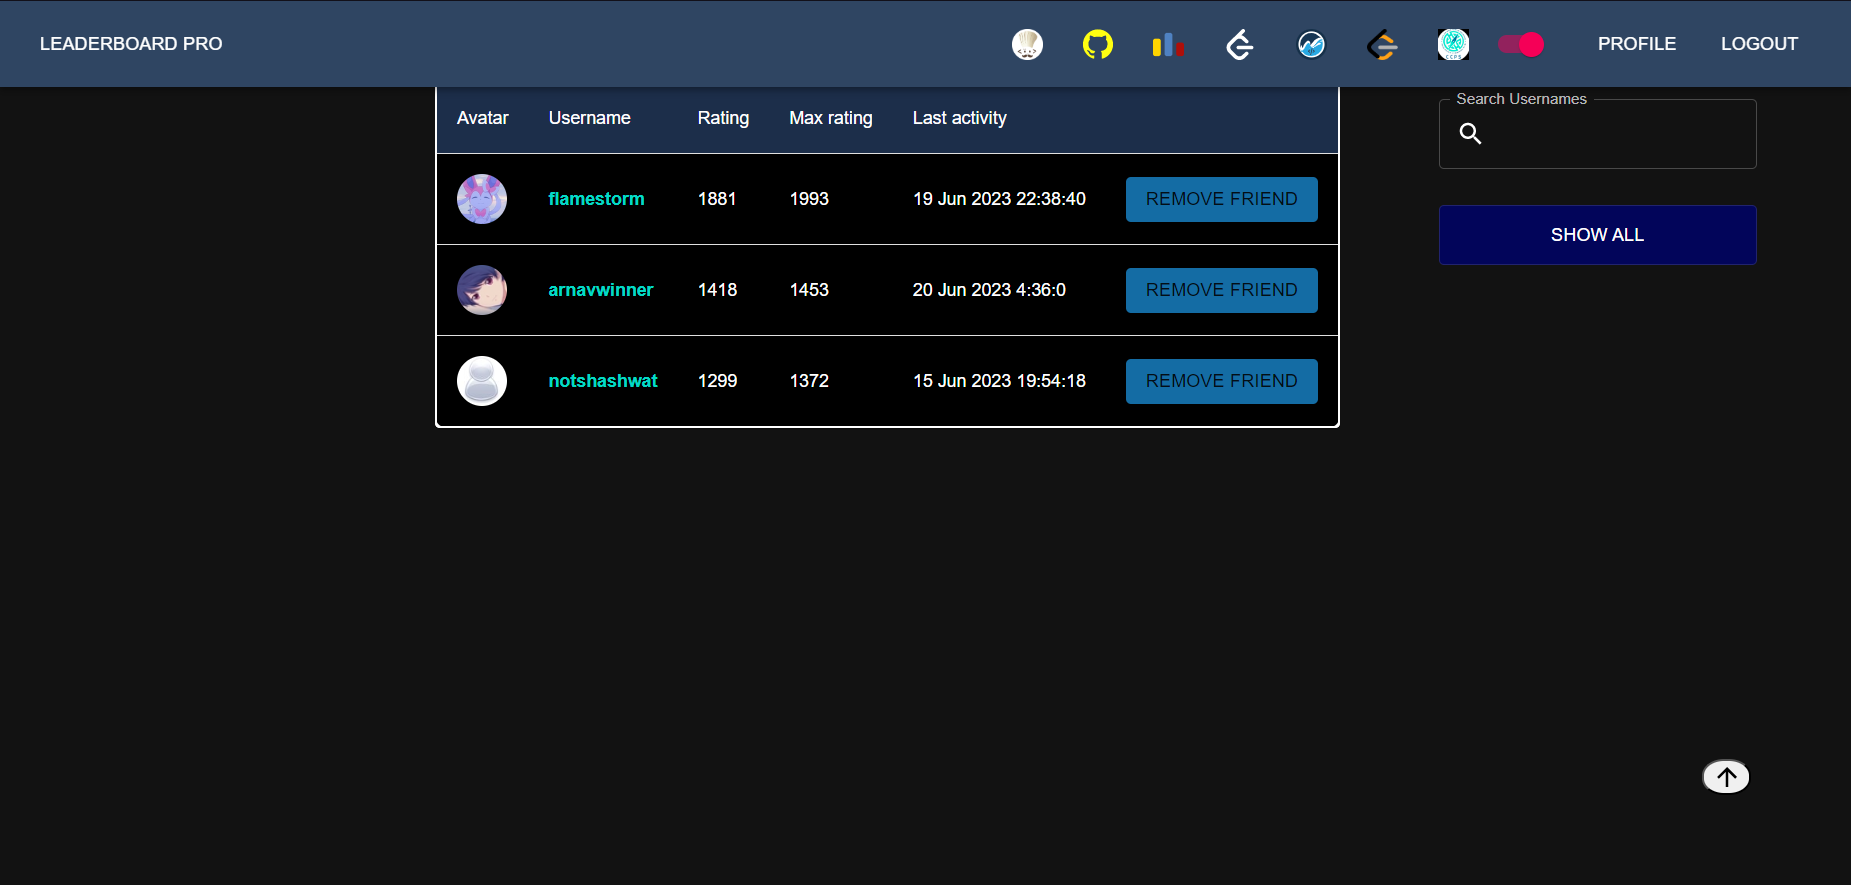 LEADERBOARD PRO PROFILE LOGOUT
Avatar Username Rating Max rating Last activity
Search Usernames
flamestorm 1881 1993 19 Jun 2023 22:38:40 REMOVE FRIEND
SHOW ALL
arnavwinner 1418 1453 20 Jun 2023 4:36:0 REMOVE FRIEND
notshashwat 1299 1372 15 Jun 2023 19:54:18 REMOVE FRIEND